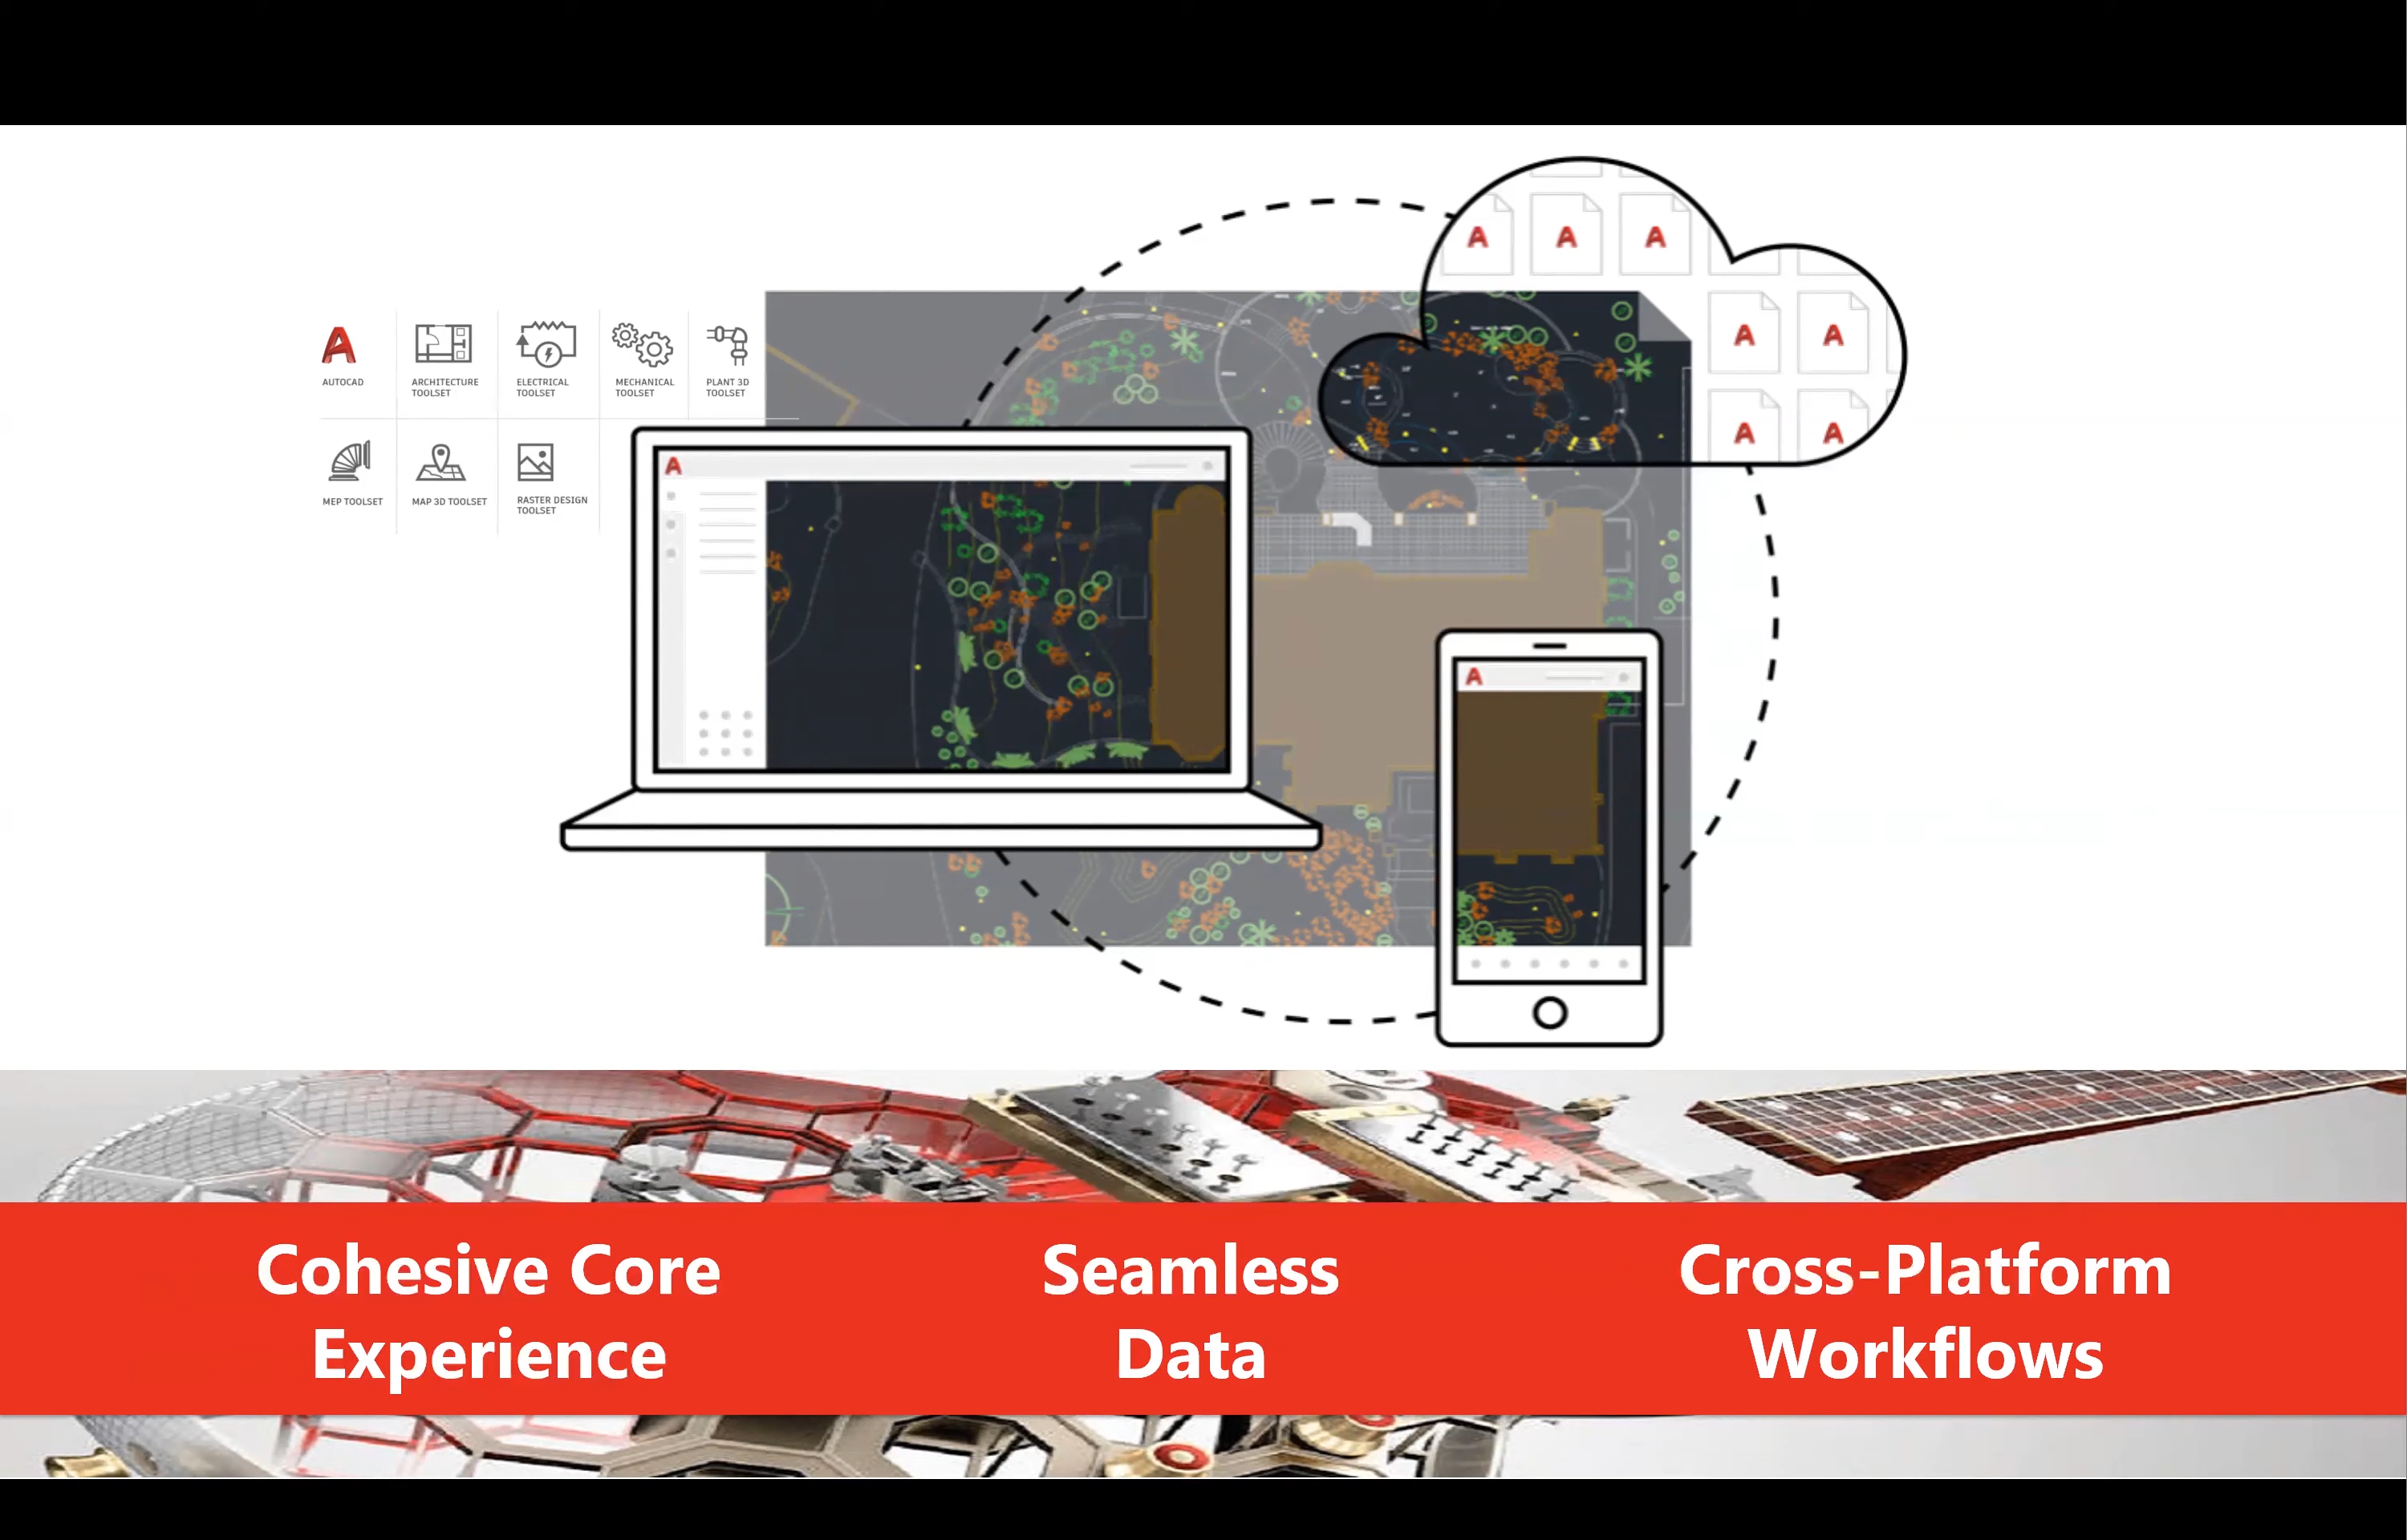 AUTOCAD
ARCHITECTURE
TOOLSET
ELECTRICAL
TOOLSET
MECHANICAL
TOOLSET
PLANT 3D
TOOLSET
MEP TOOLSET
MAP 3D TOOLSET
RASTER DESIGN
TOOLSET
A
A
A
A
A
A
A
A
A
Cohesive Core
Experience
Seamless
Data
Cross-Platform
Workflows